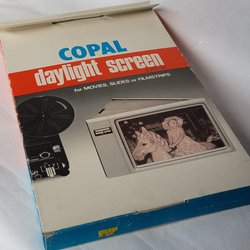 COPAL
daylight screen
for MOVIES, SLIDES or FILMSTRIPS